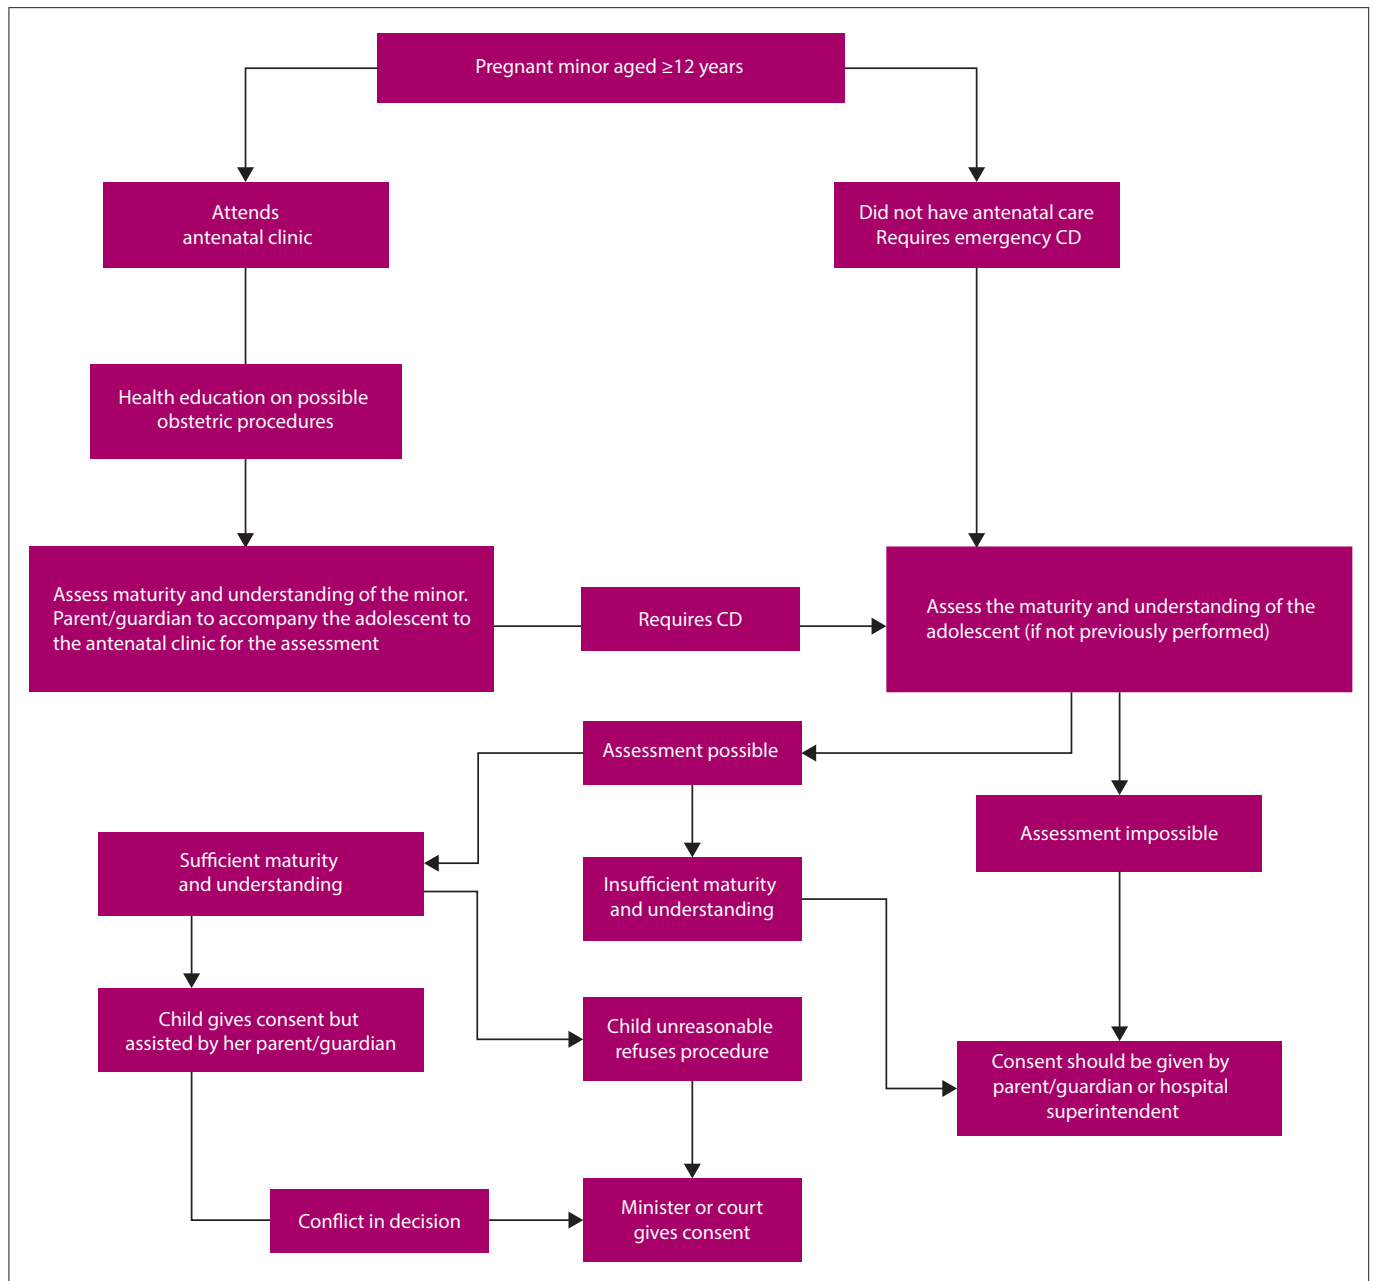 Pregnant minor aged ≥12 years
Attends
antenatal clinic
Did not have antenatal care
Requires emergency CD
Health education on possible
obstetric procedures
Assess maturity and understanding of the minor.
Parent/guardian to accompany the adolescent to
the antenatal clinic for the assessment
Requires CD
Assess the maturity and understanding of the
adolescent (if not previously performed)
Assessment possible
Assessment impossible
Sufficient maturity
and understanding
Insufficient maturity
and understanding
Child gives consent but
assisted by her parent/guardian
Child unreasonable
refuses procedure
Consent should be given by
parent/guardian or hospital
superintendent
Conflict in decision
Minister or court
gives consent